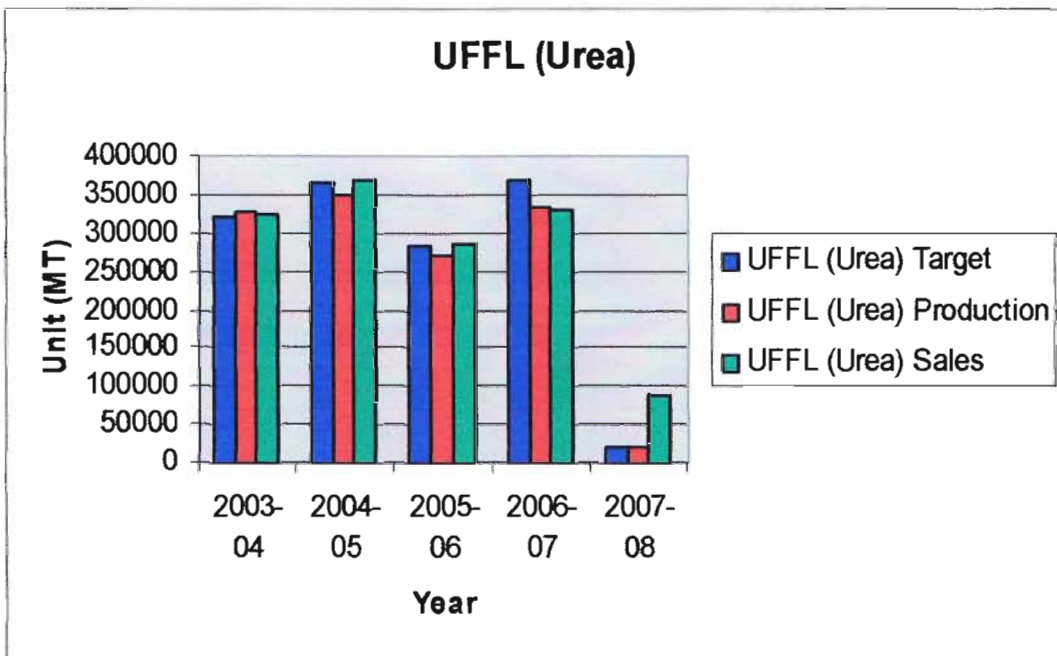 UFFL (Urea)
400000
350000
300000
250000
200000
150000
100000
50000
0
Unit (MT)
2003-04
2004-05
2005-06
2006-07
2007-08
Year
UFFL (Urea) Target
UFFL (Urea) Production
UFFL (Urea) Sales